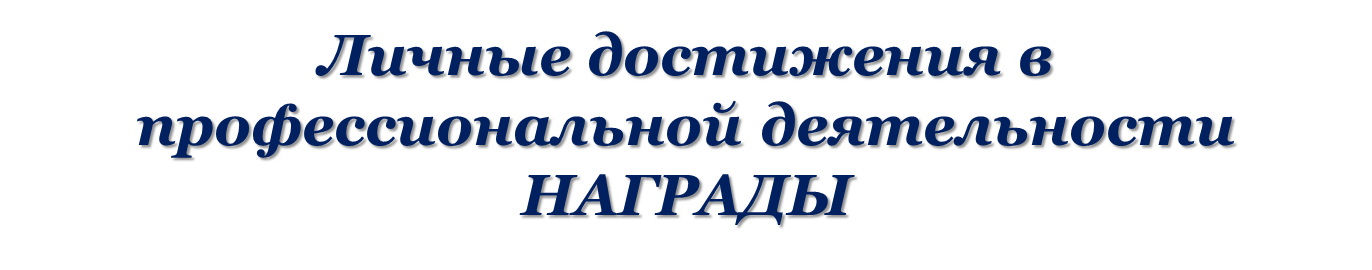 Личные достижения в
профессиональной деятельности
НАГРАДЫ